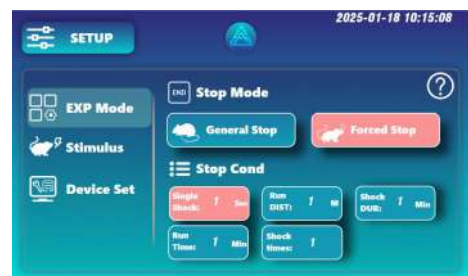 2025-01-18 10:15:08
SETUP
EXP Mode
Stimulus
Device Set
END Stop Mode
?
General Stop
Forced Stop
Stop Cond
Single Shock: 1 Sec
Run DIST: 1 M
Shock DUR: 1 Min
Run Time: 1 Min
Shock times: 1